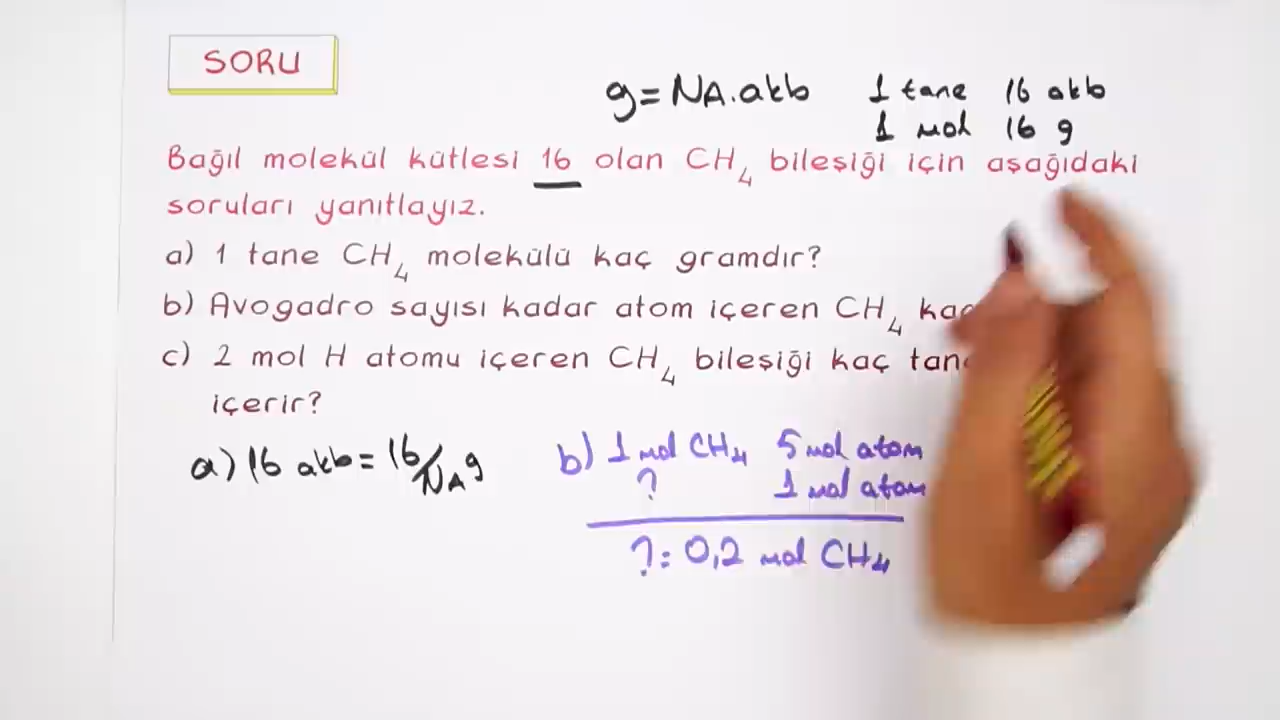 SORU
g=NA.akb
1 tane 16 akb
1 mol 16 g
Bağıl molekül kütlesi 16 olan CH4 bileşiği için aşağıdaki
soruları yanıtlayız.
a) 1 tane CH4 molekülü kaç gramdır?
b) Avogadro sayısı kadar atom içeren CH4
c) 2 mol H atomu içeren CH4 bileşiği kaç
içerir?
a) 16 akb = 16/NA g
b) 1 mol CH4 5 mol atom
? 1 mol atom
?: 0,2 mol CH4